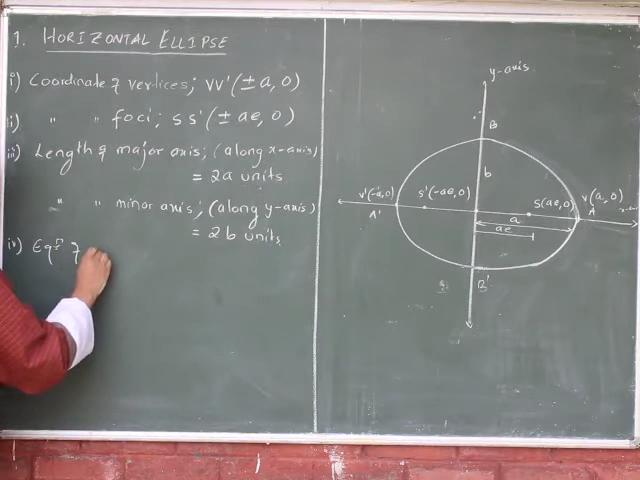 1. HORIZONTAL ELLIPSE
i) Coordinate of vertices; VV'(±a, 0)
ii) " " foci; SS'(±ae, 0)
iii) Length of major axis; (along x-axis)
= 2a units
" " minor axis; (along y-axis)
= 2b units
iv) Eqn of
y-axis
B
b
V'(-a,0) S'(-ae,0) S(ae,0) V(a,0)
A' A
a
ae
B'